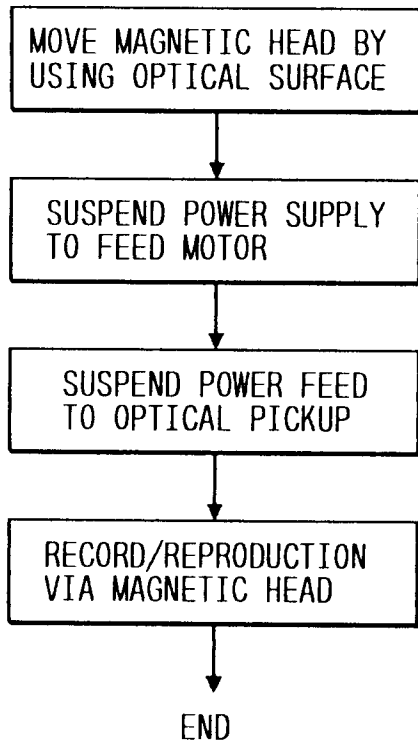 MOVE MAGNETIC HEAD BY
USING OPTICAL SURFACE
SUSPEND POWER SUPPLY
TO FEED MOTOR
SUSPEND POWER FEED
TO OPTICAL PICKUP
RECORD/REPRODUCTION
VIA MAGNETIC HEAD
END